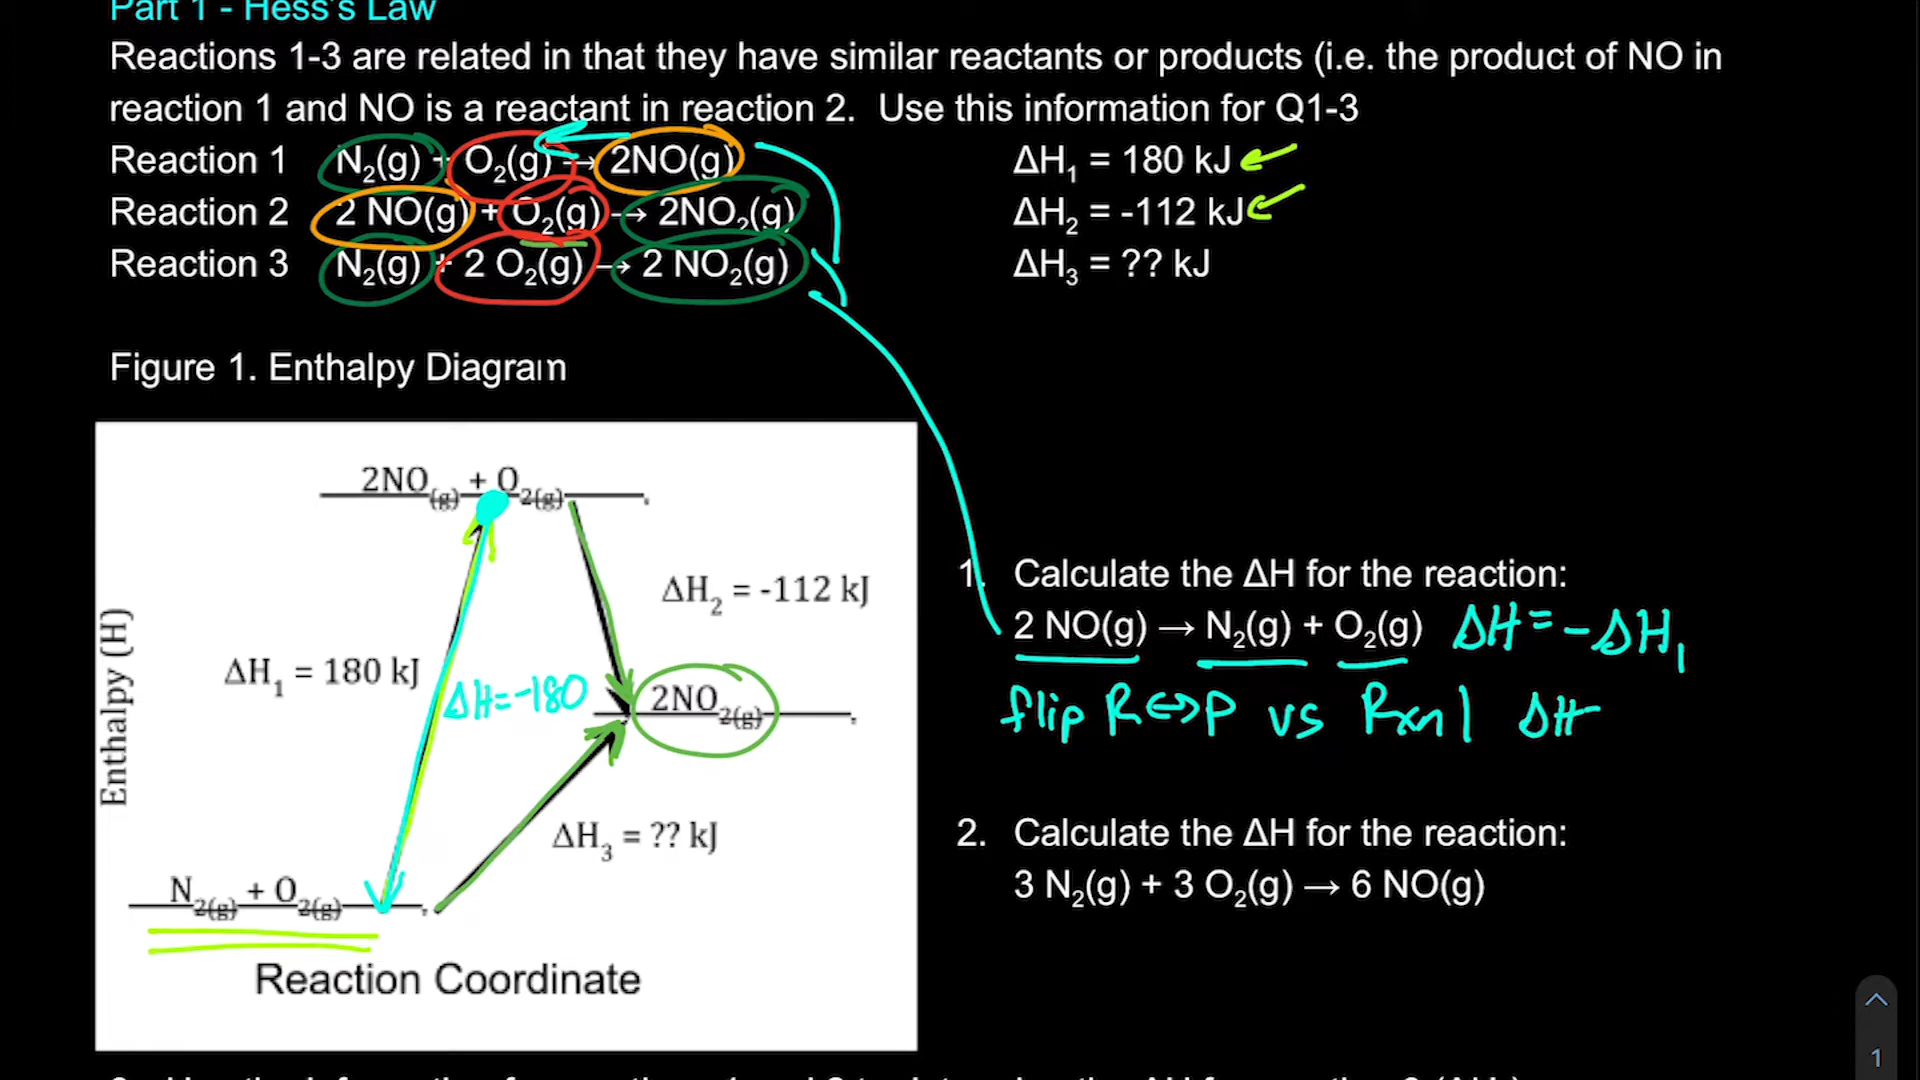 Part 1 - Hess's Law
Reactions 1-3 are related in that they have similar reactants or products (i.e. the product of NO in
reaction 1 and NO is a reactant in reaction 2. Use this information for Q1-3
Reaction 1 N₂(g) + O₂(g) → 2NO(g) ΔH₁ = 180 kJ
Reaction 2 2 NO(g) + O₂(g) → 2NO₂(g) ΔH₂ = -112 kJ
Reaction 3 N₂(g) + 2 O₂(g) → 2 NO₂(g) ΔH₃ = ?? kJ
Figure 1. Enthalpy Diagram
2NO(g) + O₂(g)
ΔH₂ = -112 kJ
ΔH₁ = 180 kJ
ΔH=-180
2NO₂(g)
Enthalpy (H)
ΔH₃ = ?? kJ
N₂(g) + O₂(g)
Reaction Coordinate
1. Calculate the ΔH for the reaction:
2 NO(g) → N₂(g) + O₂(g) ΔH = -ΔH₁
flip R⇔P vs Rxn 1 ΔH
2. Calculate the ΔH for the reaction:
3 N₂(g) + 3 O₂(g) → 6 NO(g)
1